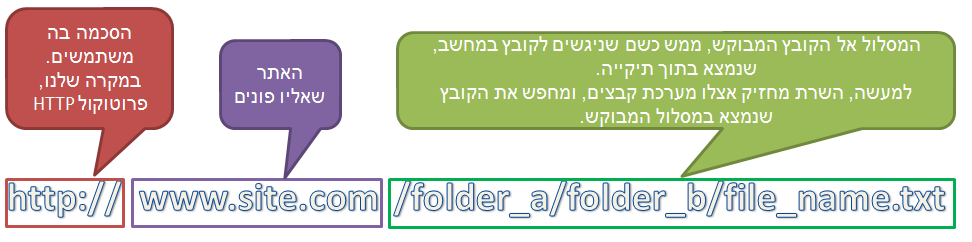 הסכמה בה
משתמשים.
במקרה שלנו,
פרוטוקול HTTP
האתר
שאליו פונים
המסלול אל הקובץ המבוקש, ממש כשם שניגשים לקובץ במחשב,
שנמצא בתוך תיקייה.
למעשה, השרת מחזיק אצלו מערכת קבצים, ומחפש את הקובץ
שנמצא במסלול המבוקש.
http:// www.site.com /folder_a/folder_b/file_name.txt